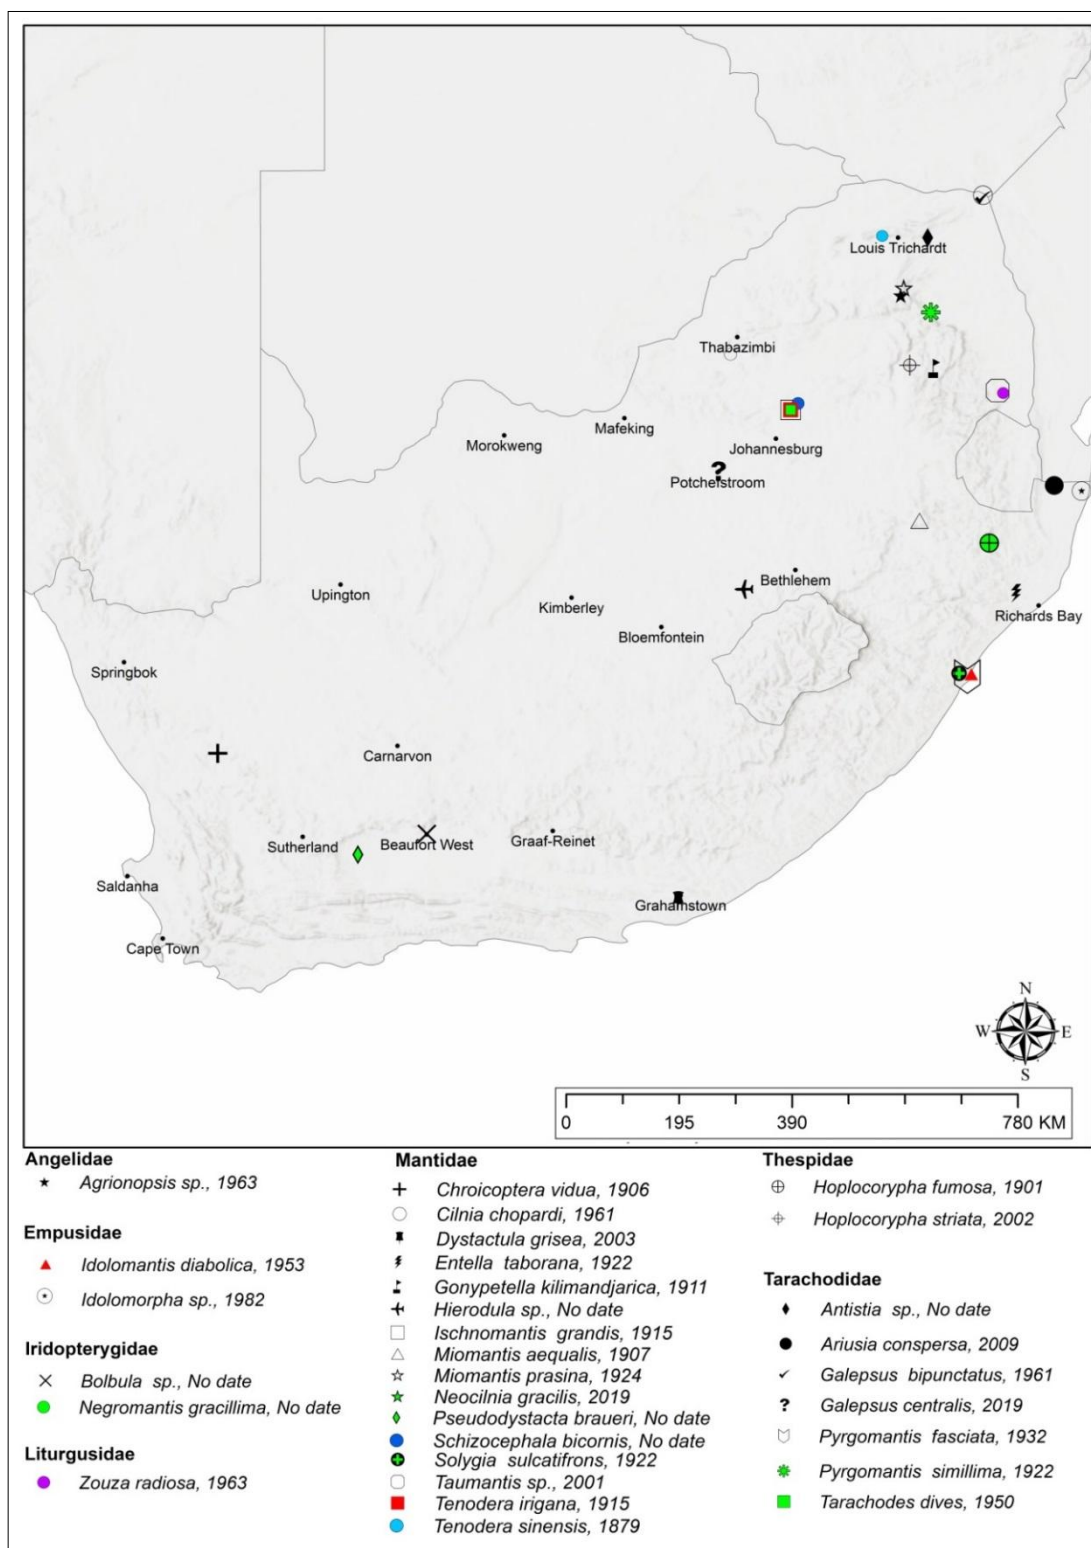 Louis Trichardt
Thabazimbi
Mafeking
Morokweng
Johannesburg
Potchefstroom
Bethlehem
Upington
Kimberley
Richards Bay
Bloemfontein
Springbok
Carnarvon
Sutherland
Beaufort West
Graaf-Reinet
Saldanha
Grahamstown
Cape Town
N
W
E
S
0 195 390 780 KM
Angelidae
Agrionopsis sp., 1963
Empusidae
Idolomantis diabolica, 1953
Idolomorpha sp., 1982
Iridopterygidae
Bolbula sp., No date
Negromantis gracillima, No date
Liturgusidae
Zouza radiosa, 1963
Mantidae
Chroicoptera vidua, 1906
Cilnia chopardi, 1961
Dystactula grisea, 2003
Entella taborana, 1922
Gonypetella kilimandjarica, 1911
Hierodula sp., No date
Ischnomantis grandis, 1915
Miomantis aequalis, 1907
Miomantis prasina, 1924
Neocilnia gracilis, 2019
Pseudodystacta braueri, No date
Schizocephala bicornis, No date
Solygia sulcatifrons, 1922
Taumantis sp., 2001
Tenodera irigana, 1915
Tenodera sinensis, 1879
Thespidae
Hoplocorypha fumosa, 1901
Hoplocorypha striata, 2002
Tarachodidae
Antistia sp., No date
Ariusia conspersa, 2009
Galepsus bipunctatus, 1961
Galepsus centralis, 2019
Pyrgomantis fasciata, 1932
Pyrgomantis simillima, 1922
Tarachodes dives, 1950